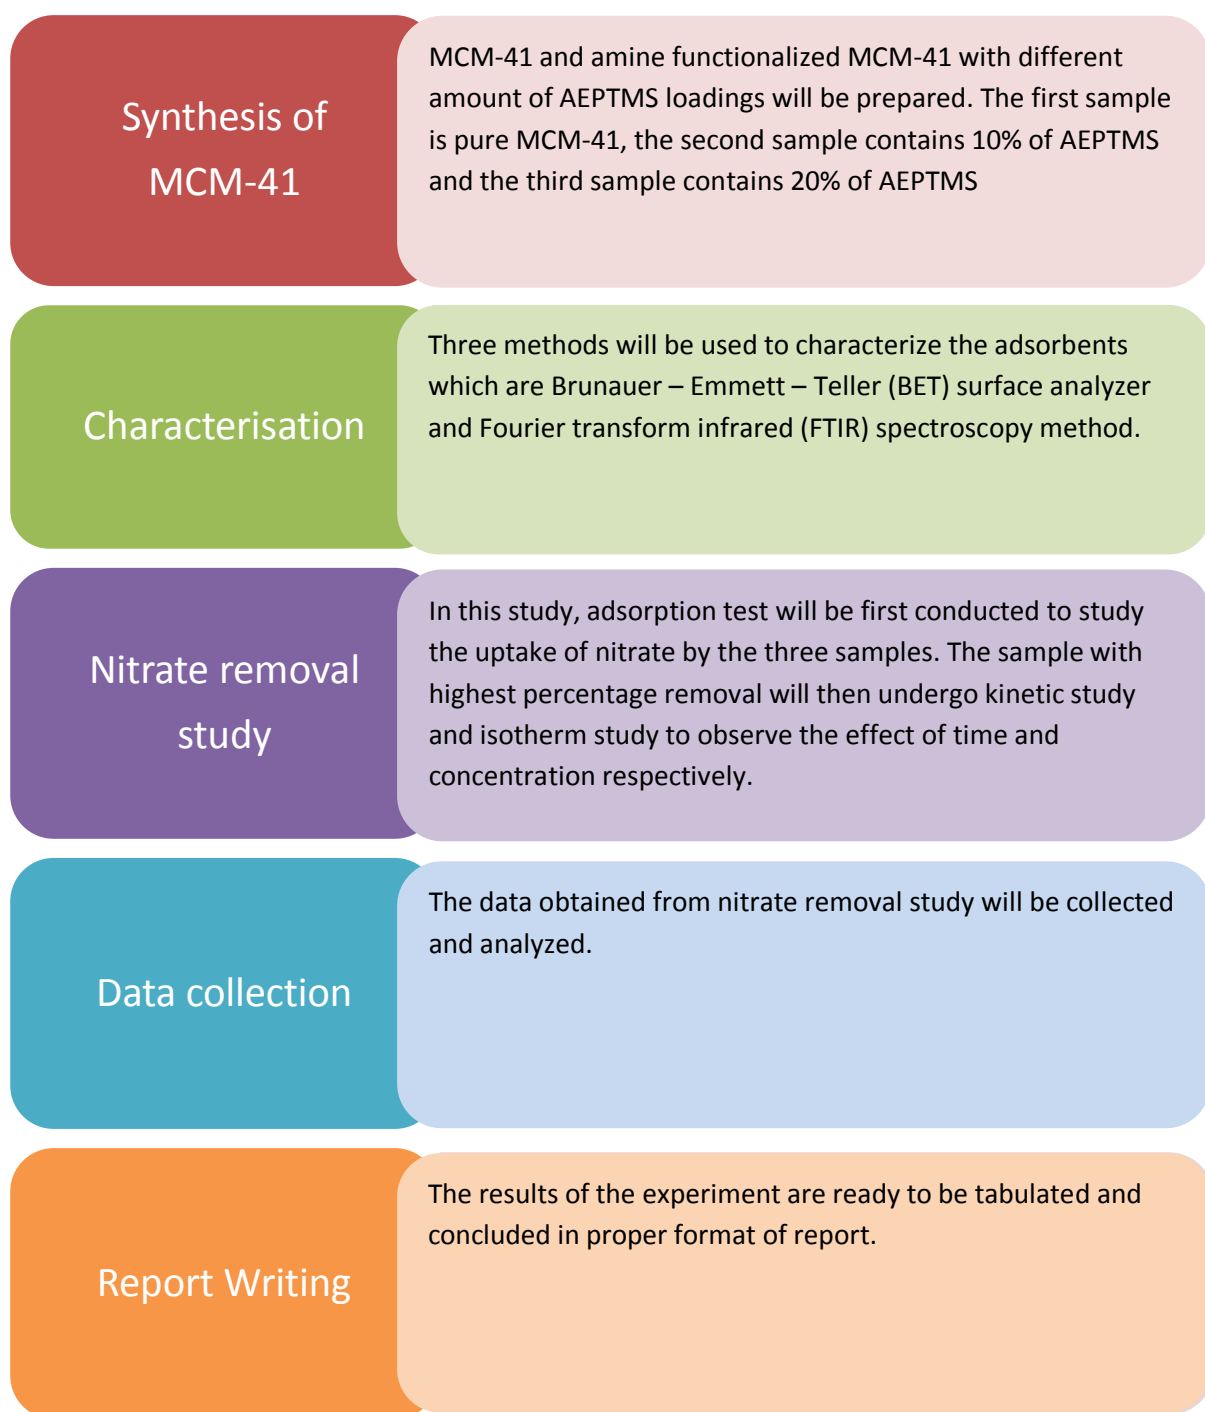 Synthesis of
MCM-41
MCM-41 and amine functionalized MCM-41 with different
amount of AEPTMS loadings will be prepared. The first sample
is pure MCM-41, the second sample contains 10% of AEPTMS
and the third sample contains 20% of AEPTMS
Characterisation
Three methods will be used to characterize the adsorbents
which are Brunauer – Emmett – Teller (BET) surface analyzer
and Fourier transform infrared (FTIR) spectroscopy method.
Nitrate removal
study
In this study, adsorption test will be first conducted to study
the uptake of nitrate by the three samples. The sample with
highest percentage removal will then undergo kinetic study
and isotherm study to observe the effect of time and
concentration respectively.
Data collection
The data obtained from nitrate removal study will be collected
and analyzed.
Report Writing
The results of the experiment are ready to be tabulated and
concluded in proper format of report.